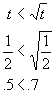 t < √t
1/2 < √(1/2)
.5 < .7